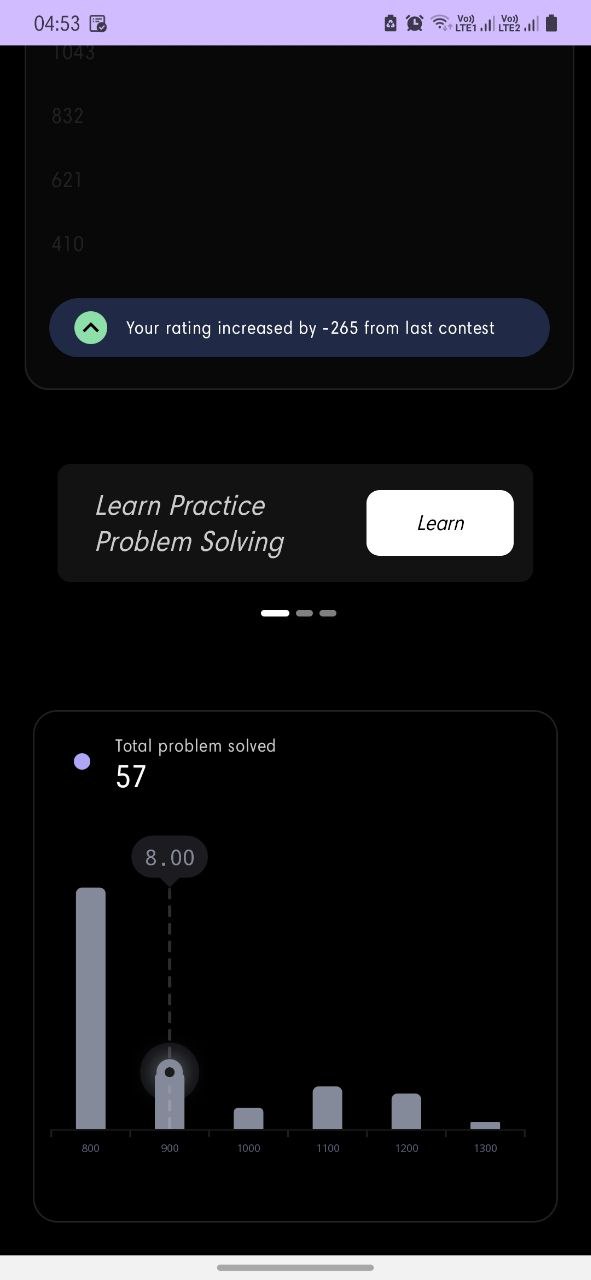 04:53
Vo)) LTE1 Vo)) LTE2
1043
832
621
410
Your rating increased by -265 from last contest
Learn Practice
Problem Solving
Learn
Total problem solved
57
8.00
800 900 1000 1100 1200 1300